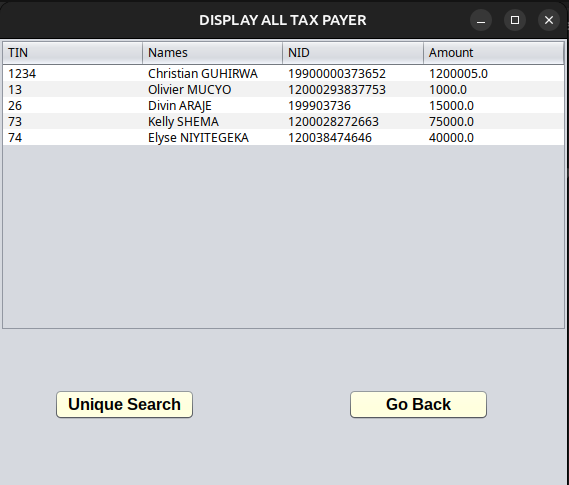 DISPLAY ALL TAX PAYER
TIN Names NID Amount
1234 Christian GUHIRWA 19900000373652 1200005.0
13 Olivier MUCYO 12000293837753 1000.0
26 Divin ARAJE 199903736 15000.0
73 Kelly SHEMA 1200028272663 75000.0
74 Elyse NIYITEGEKA 120038474646 40000.0
Unique Search Go Back